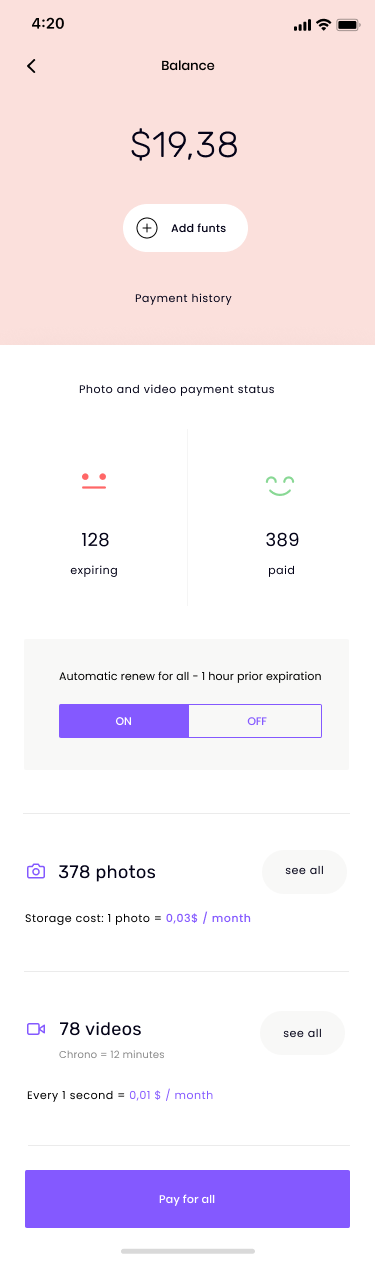 4:20
Balance
$19,38
Add funts
Payment history
Photo and video payment status
128
expiring
389
paid
Automatic renew for all - 1 hour prior expiration
ON
OFF
378 photos
see all
Storage cost: 1 photo = 0,03$ / month
78 videos
see all
Chrono = 12 minutes
Every 1 second = 0,01 $ / month
Pay for all